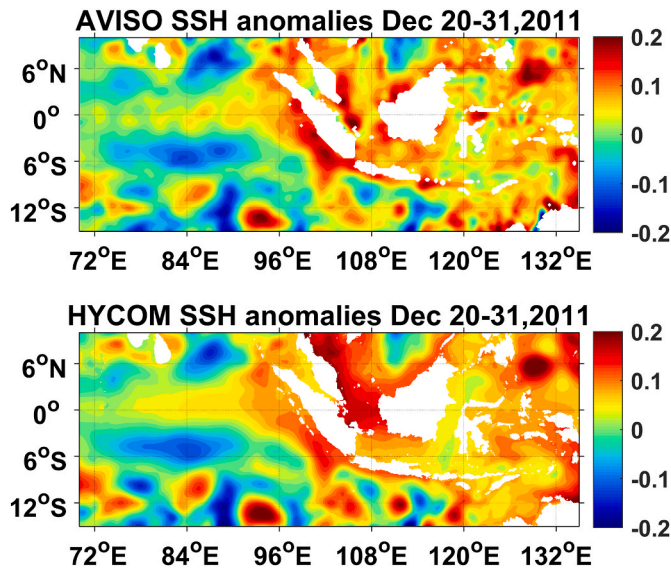 AVISO SSH anomalies Dec 20-31,2011
6°N
0°
6°S
12°S
72°E 84°E 96°E 108°E 120°E 132°E
0.2
0.1
0
-0.1
-0.2
HYCOM SSH anomalies Dec 20-31,2011
6°N
0°
6°S
12°S
72°E 84°E 96°E 108°E 120°E 132°E
0.2
0.1
0
-0.1
-0.2